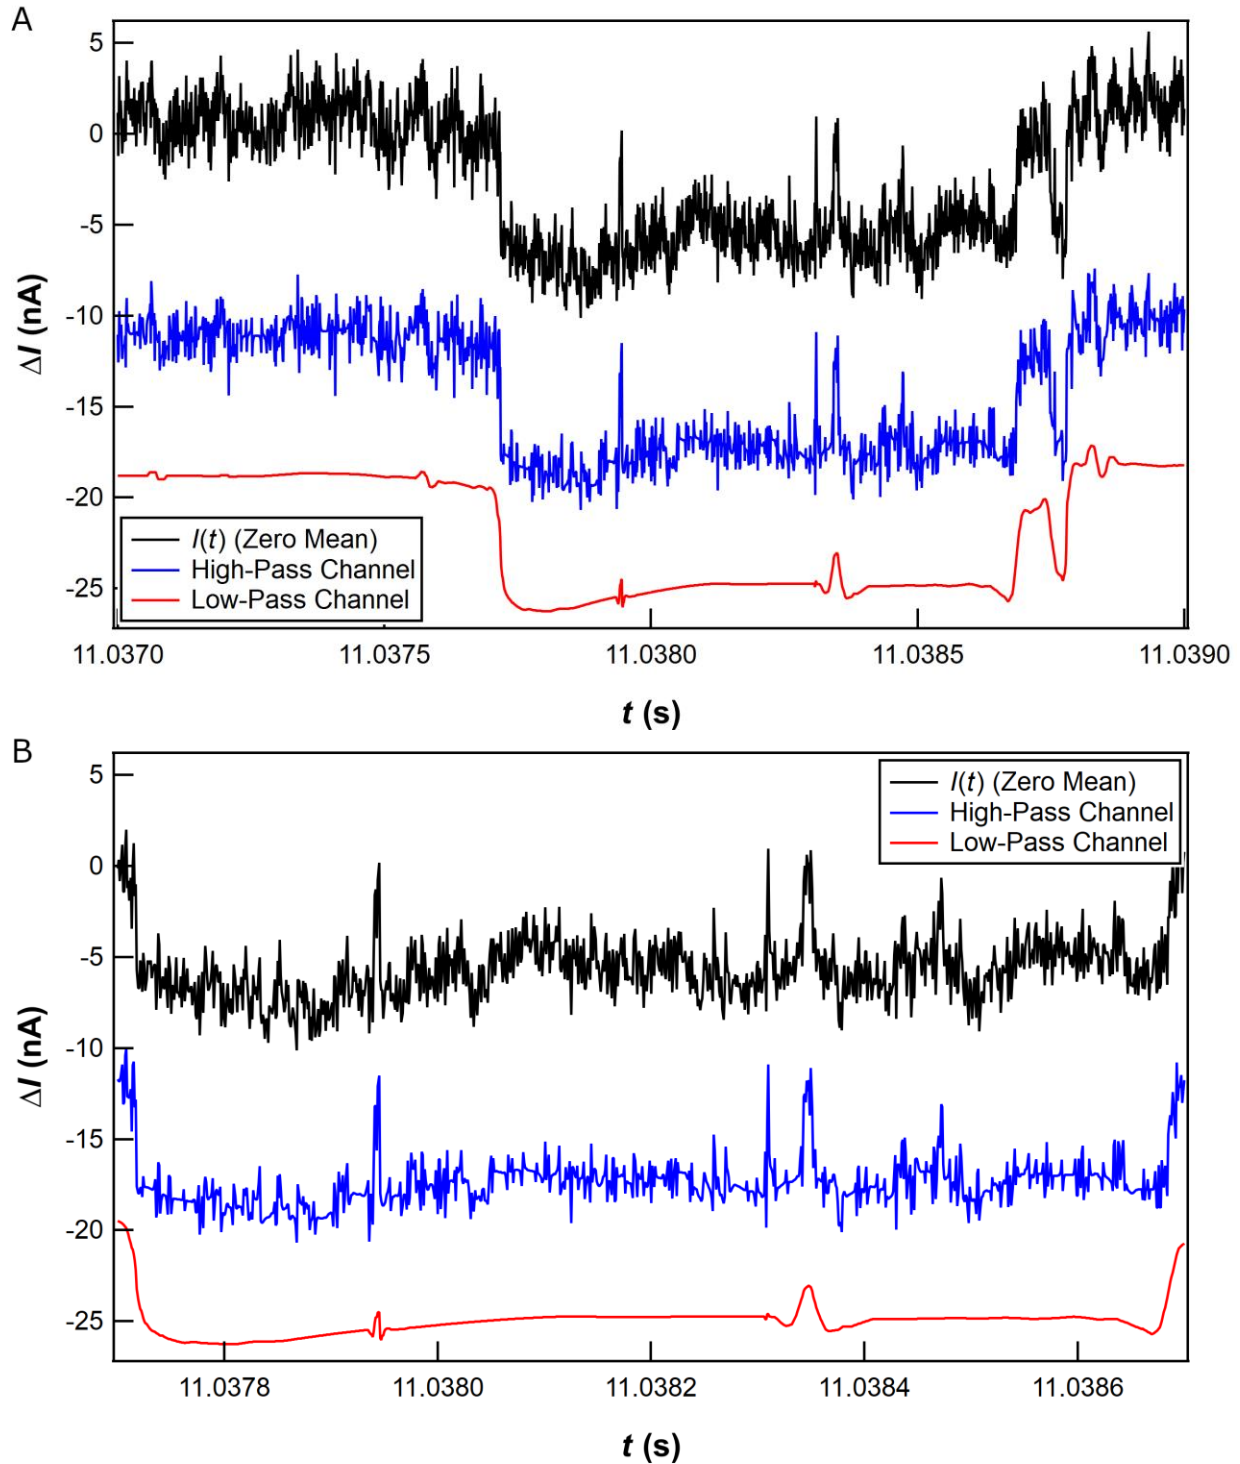 A
5
0
-5
-10
-15
-20
-25
ΔI (nA)
I(t) (Zero Mean)
High-Pass Channel
Low-Pass Channel
11.0370 11.0375 11.0380 11.0385 11.0390
t (s)
B
5
0
-5
-10
-15
-20
-25
ΔI (nA)
I(t) (Zero Mean)
High-Pass Channel
Low-Pass Channel
11.0378 11.0380 11.0382 11.0384 11.0386
t (s)